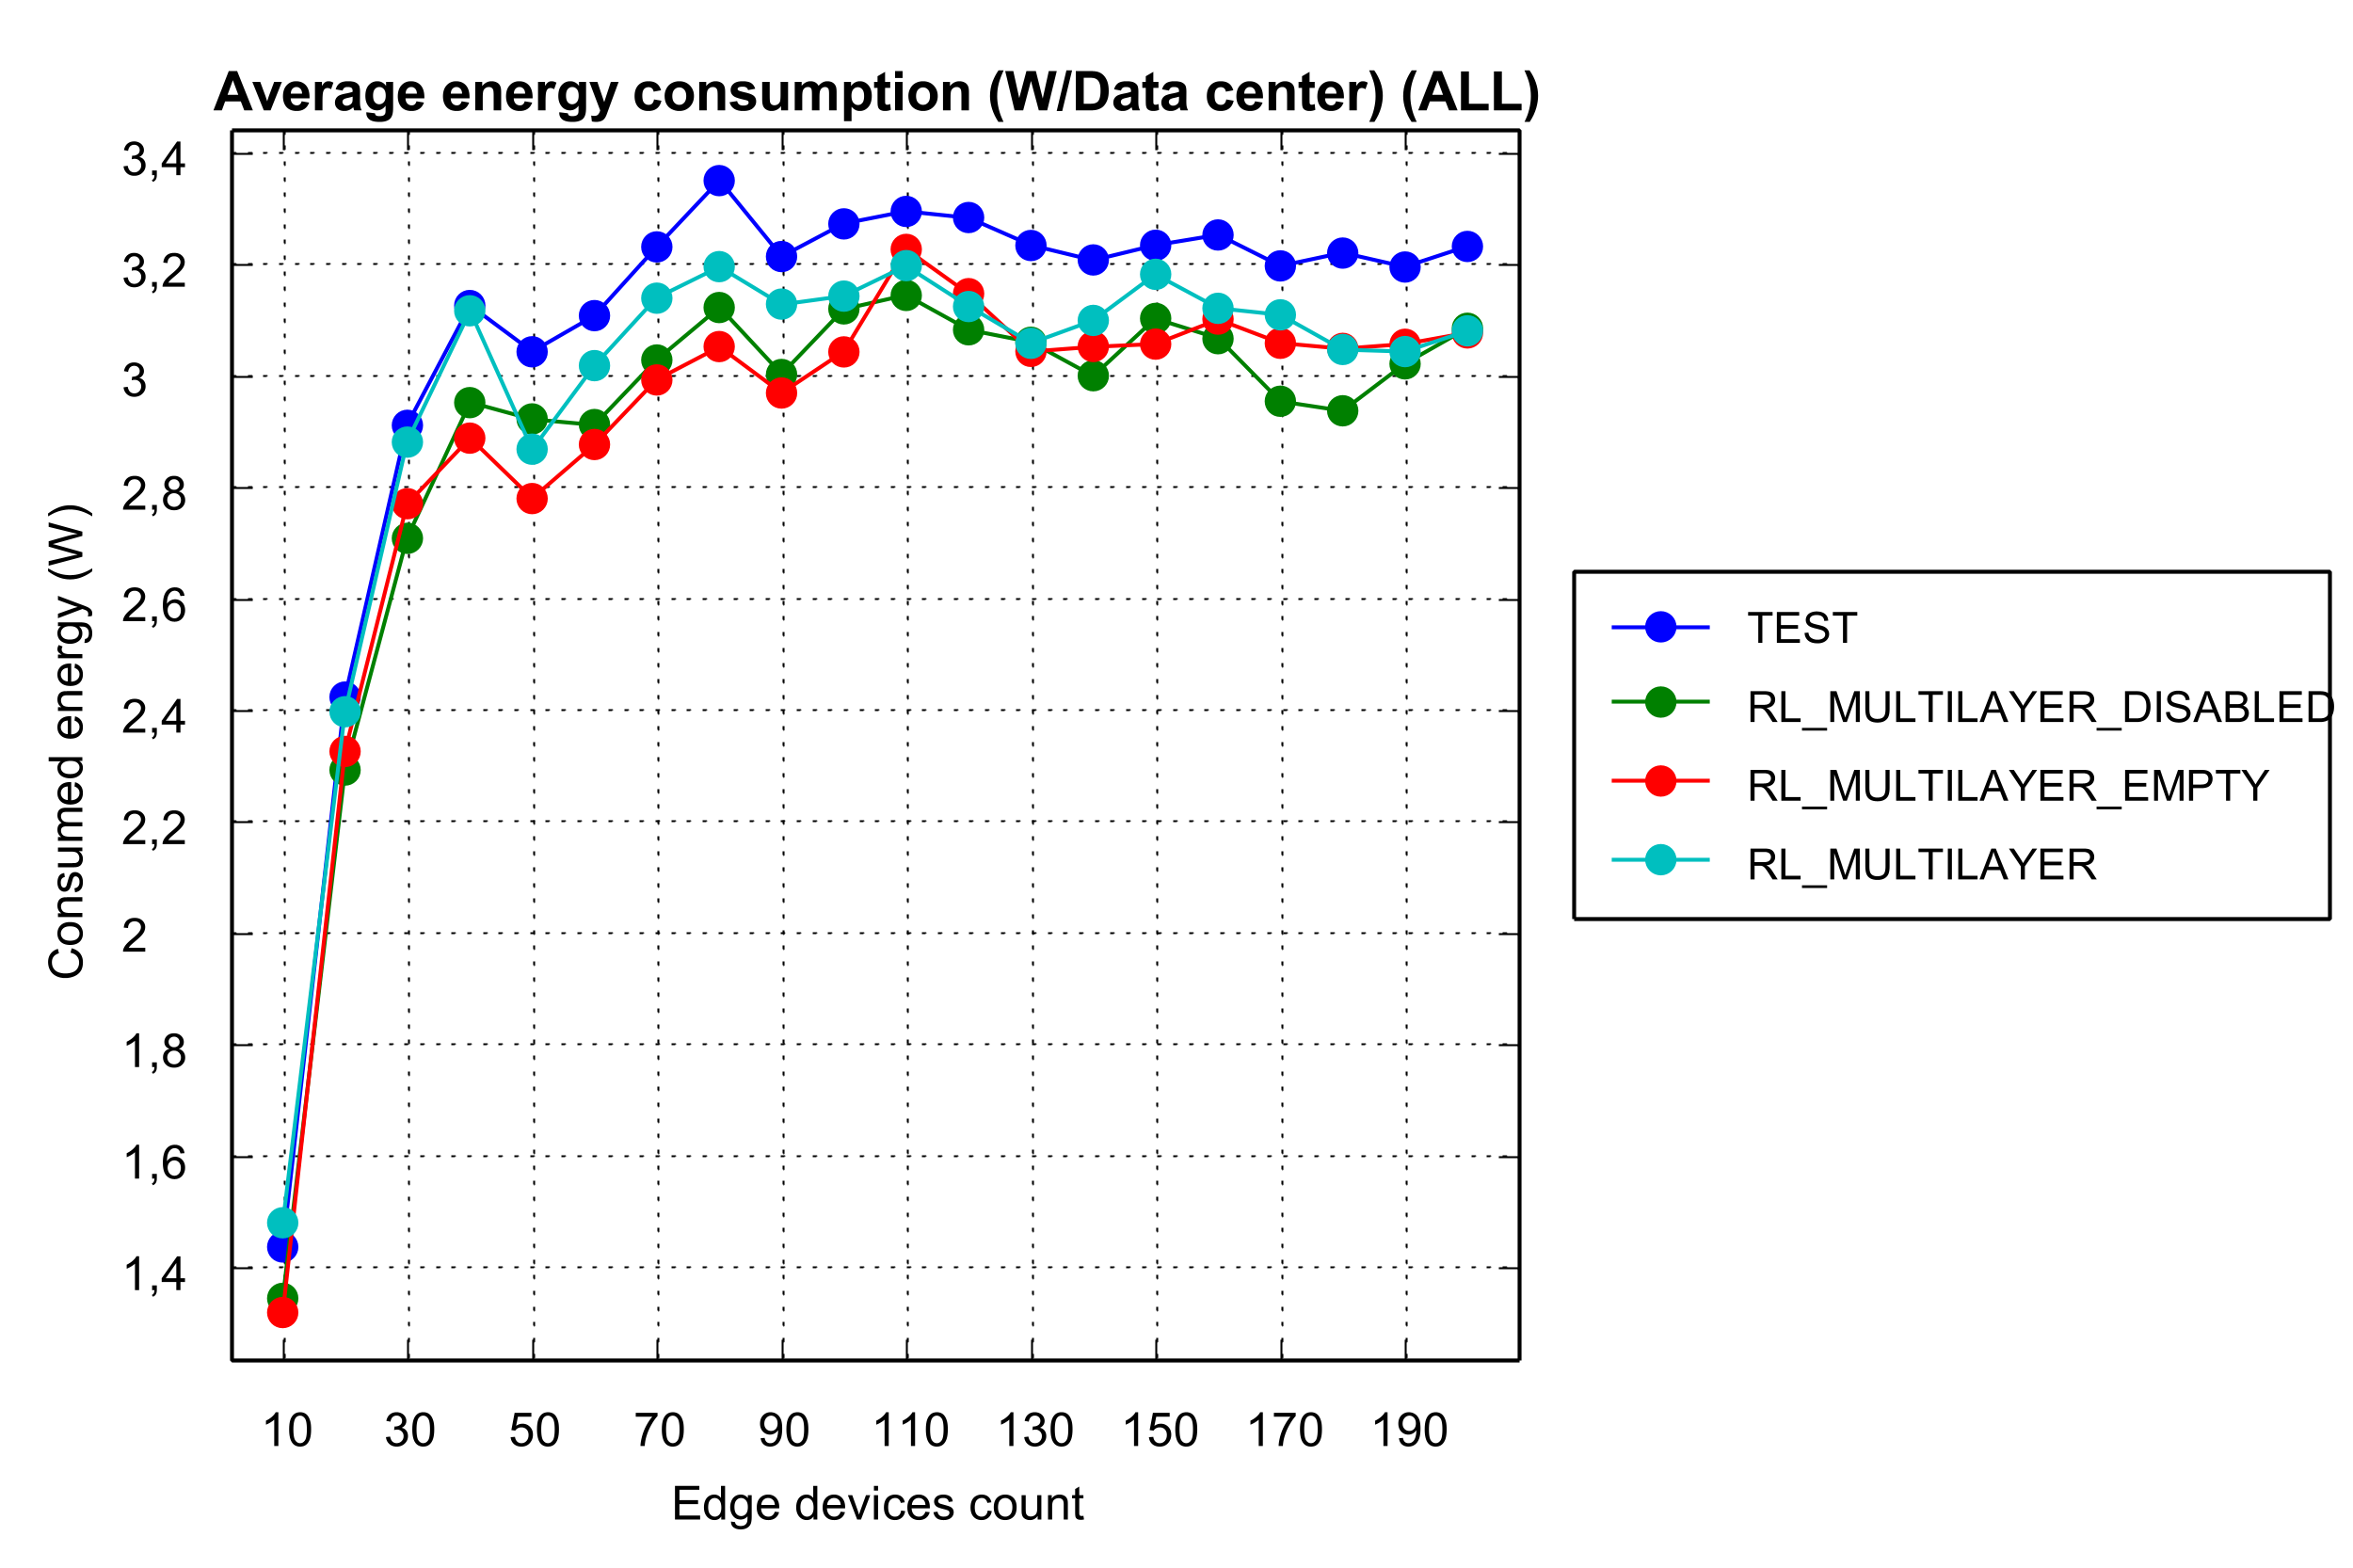 Average energy consumption (W/Data center) (ALL)
Consumed energy (W)
3,4
3,2
3
2,8
2,6
2,4
2,2
2
1,8
1,6
1,4
10 30 50 70 90 110 130 150 170 190
Edge devices count
TEST
RL_MULTILAYER_DISABLED
RL_MULTILAYER_EMPTY
RL_MULTILAYER